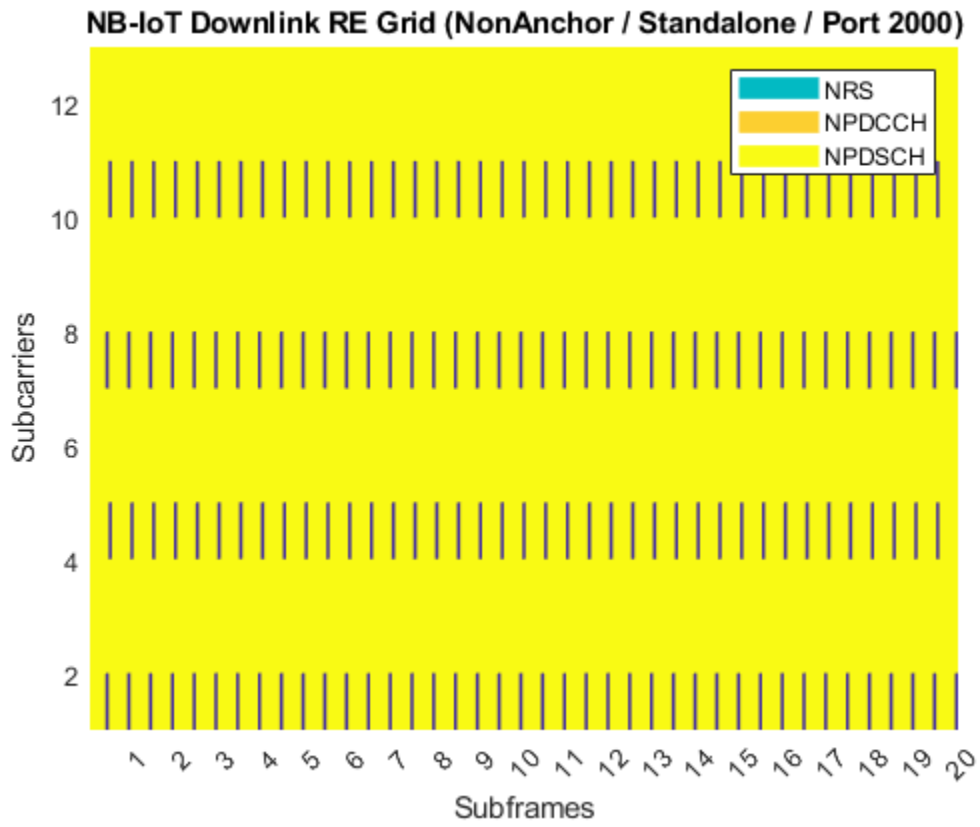 NB-IoT Downlink RE Grid (NonAnchor / Standalone / Port 2000)
NRS
NPDCCH
NPDSCH
12
10
8
6
4
2
Subcarriers
1 2 3 4 5 6 7 8 9 10 11 12 13 14 15 16 17 18 19 20
Subframes